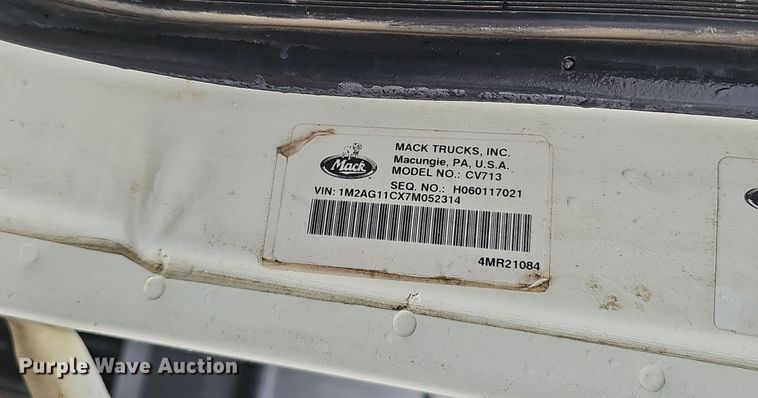 MACK TRUCKS, INC.
Macungie, PA, U.S.A.
MODEL NO.: CV713
SEQ. NO.: H060117021
Mack
VIN: 1M2AG11CX7M052314
4MR21084
Purple Wave Auction